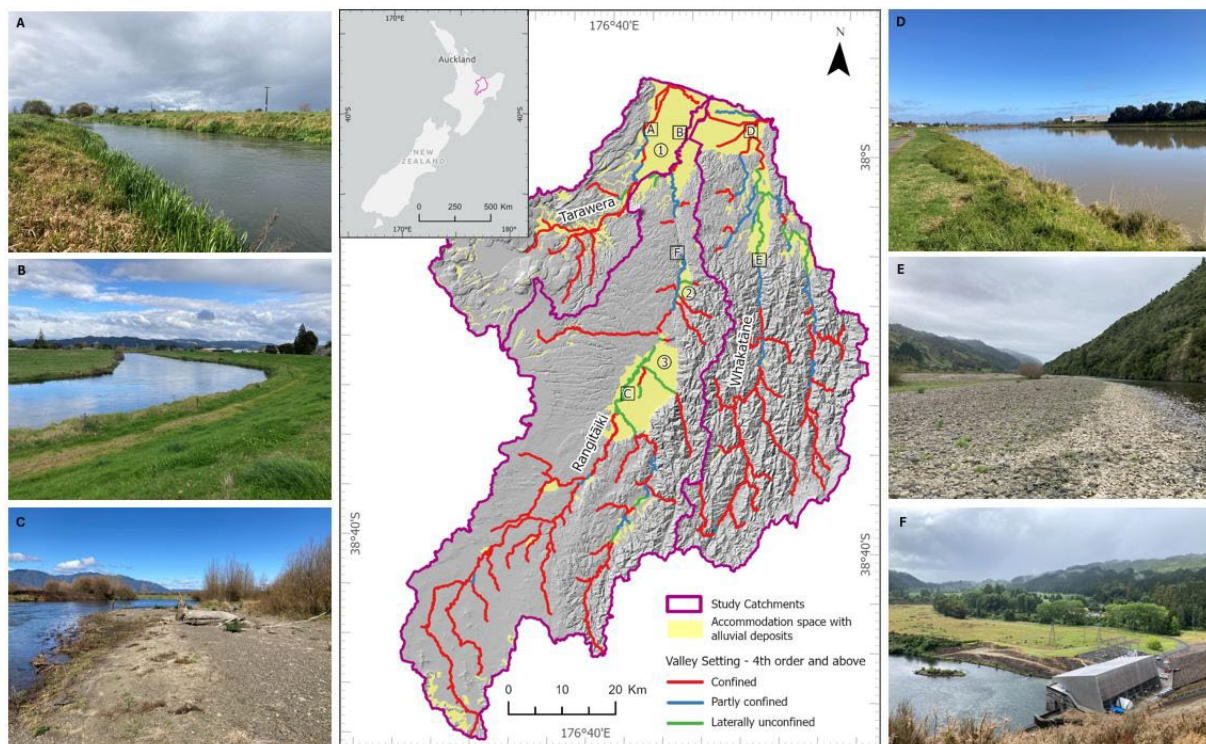 A
B
C
170°E
Auckland
40°S
40°S
NEW
ZEALAND
0 250 500 Km
170°E
176°40'E
N
38°S
A
B
D
1
Tarawera
F
E
2
Whakatāne
3
C
Rangitāiki
38°40'S
38°40'S
Study Catchments
Accommodation space with
alluvial deposits
Valley Setting - 4th order and above
Confined
Partly confined
Laterally unconfined
0 10 20 Km
176°40'E
D
E
F